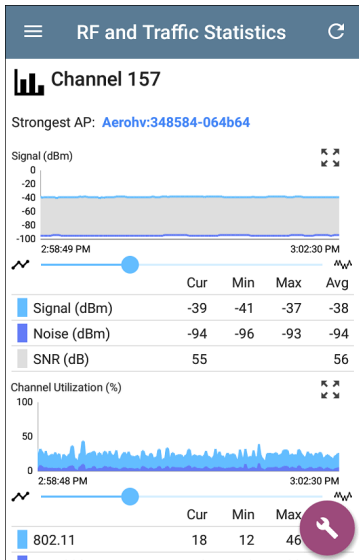 RF and Traffic Statistics
Channel 157
Strongest AP: Aerohv:348584-064b64
Signal (dBm)
0
-20
-40
-60
-80
-100
2:58:49 PM 3:02:30 PM
Cur Min Max Avg
Signal (dBm) -39 -41 -37 -38
Noise (dBm) -94 -96 -93 -94
SNR (dB) 55 56
Channel Utilization (%)
100
50
0
2:58:48 PM 3:02:30 PM
Cur Min Max
802.11 18 12 46